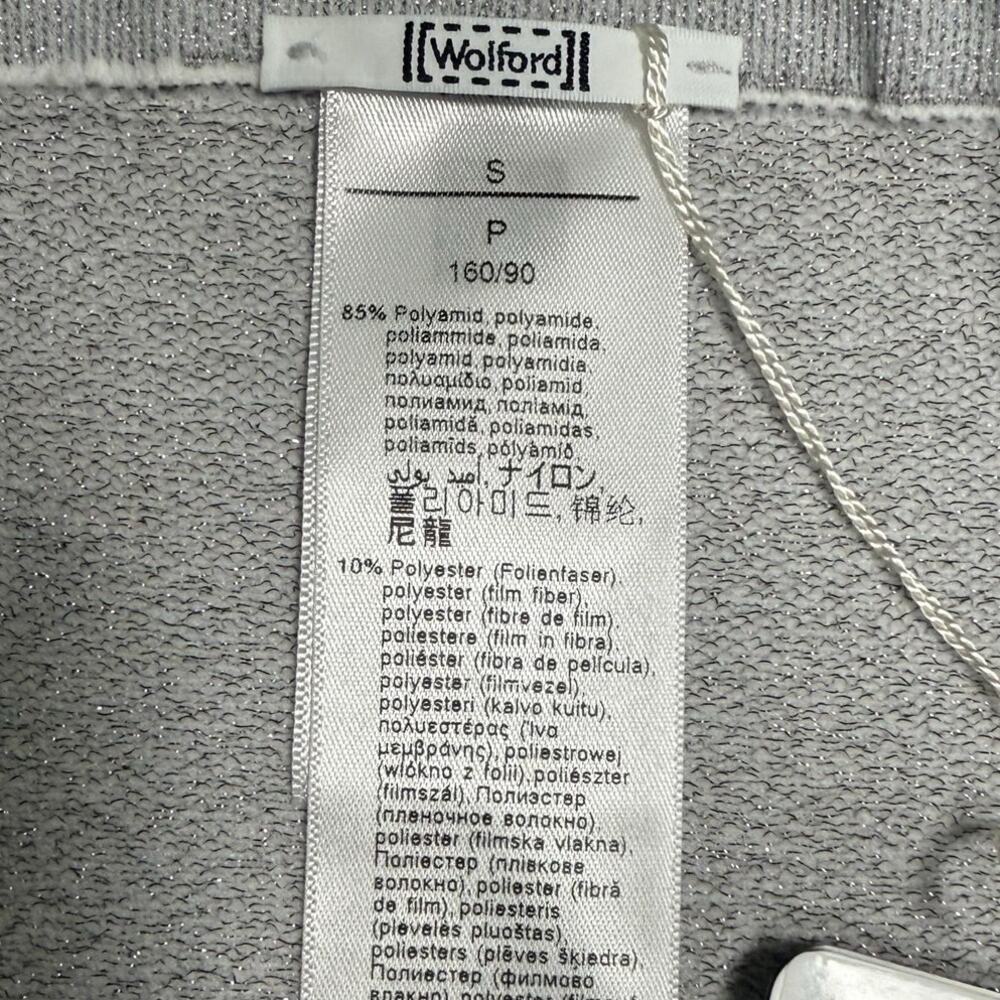 Wolford
S
P
160/90
85% Polyamid, polyamide,
poliammide, poliamida,
polyamid, polyamidia,
πολυαμίδιο, poliamid
полиамид, поліамід,
poliamidă, poliamidas,
poliamīds,
ナイロン,
리아미드, 锦纶,
尼龍
10% Polyester (Folienfaser),
polyester (film fiber),
polyester (fibre de film),
poliestere (film in fibra),
poliéster (fibra de película),
polyester (filmvezel),
polyesteri (kalvo kuitu),
πολυεστέρας (Ίνα
μεμβράνης), poliestrowej
(włókno z folii), poliészter
(filmszál), Полиэстер
(пленочное волокно),
poliester (filmska vlakna),
Поліестер (плівкове
волокно), poliester (fibră
de film), poliesteris
(plėvelės pluoštas),
poliesters (plēves šķiedra),
Полиестер (филмово
влакно), polyester